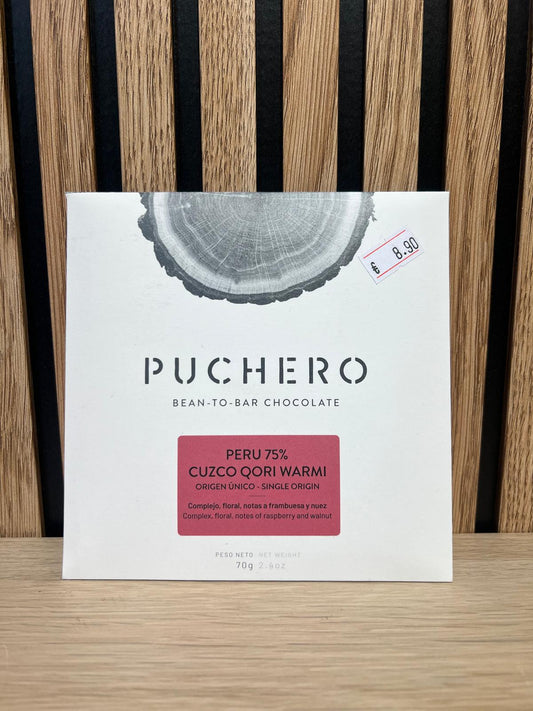 8.90
PUCHERO
BEAN-TO-BAR CHOCOLATE
PERU 75%
CUZCO QORI WARMI
ORIGEN ÚNICO - SINGLE ORIGIN
Complejo, floral, notas a frambuesa y nuez
Complex, floral, notes of raspberry and walnut
PESO NETO NET WEIGHT
70g 2.4oz